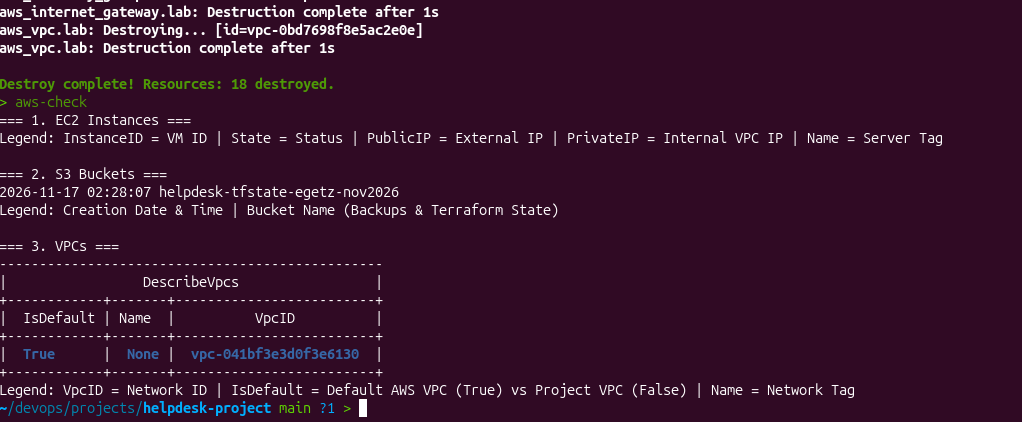 aws_internet_gateway.lab: Destruction complete after 1s
aws_vpc.lab: Destroying... [id=vpc-0bd7698f8e5ac2e0e]
aws_vpc.lab: Destruction complete after 1s

Destroy complete! Resources: 18 destroyed.
> aws-check
=== 1. EC2 Instances ===
Legend: InstanceID = VM ID | State = Status | PublicIP = External IP | PrivateIP = Internal VPC IP | Name = Server Tag

=== 2. S3 Buckets ===
2026-11-17 02:28:07 helpdesk-tfstate-egetz-nov2026
Legend: Creation Date & Time | Bucket Name (Backups & Terraform State)

=== 3. VPCs ===
-----------------------------------------------
|                 DescribeVpcs                 |
+------------+-------+-------------------------+
|  IsDefault | Name  |          VpcID          |
+------------+-------+-------------------------+
|  True      |  None |  vpc-041bf3e3d0f3e6130  |
+------------+-------+-------------------------+
Legend: VpcID = Network ID | IsDefault = Default AWS VPC (True) vs Project VPC (False) | Name = Network Tag
~/devops/projects/helpdesk-project main ?1 >